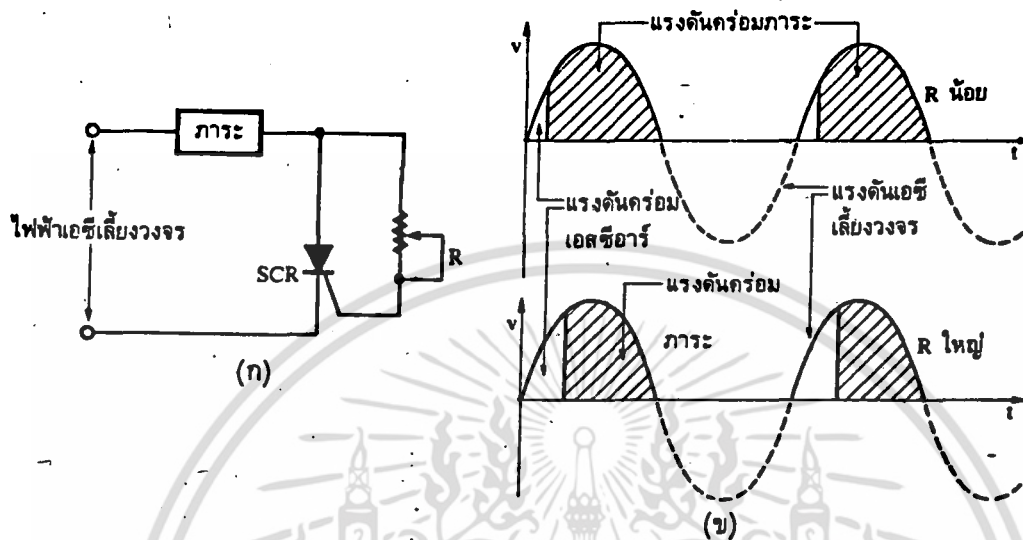 ภาระ
ไฟฟ้าเอซีเลี้ยงวงจร
SCR
R
(ก)
v
แรงดันคร่อมภาระ
R น้อย
t
แรงดันคร่อม
เอสซีอาร์
แรงดันเอซี
เลี้ยงวงจร
v
แรงดันคร่อม
ภาระ
R ใหญ่
t
(ข)